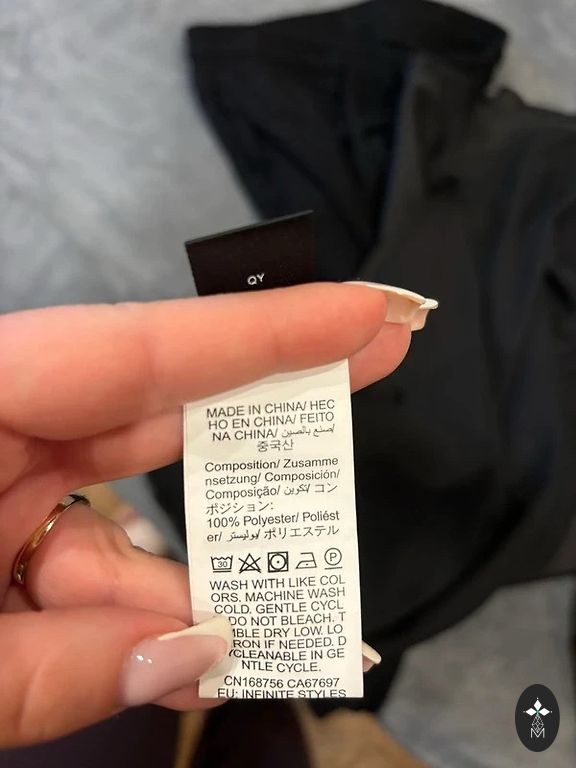 QY
MADE IN CHINA/ HEC
HO EN CHINA/ FEITO
NA CHINA/ صنع بالصين/
중국산
Composition/ Zusamme
nsetzung/ Composición/
Composição/ تكوين/ コン
ポジション:
100% Polyester/ Poliést
er/ بوليستر/ ポリエステル
30 P
WASH WITH LIKE COL
ORS. MACHINE WASH
COLD. GENTLE CYCL
DO NOT BLEACH. T
MBLE DRY LOW. LO
RON IF NEEDED. D
YCLEANABLE IN GE
NTLE CYCLE.
CN168756 CA67697
EU: INFINITE STYLES
M